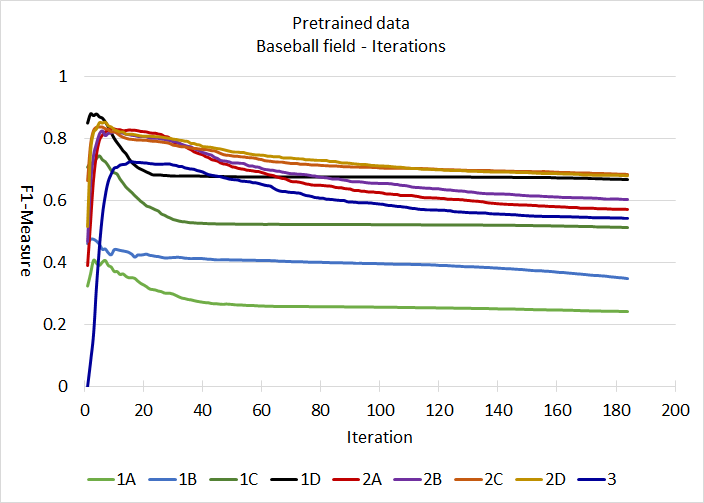 Pretrained data
Baseball field - Iterations
1
0.8
0.6
0.4
0.2
0
F1-Measure
0 20 40 60 80 100 120 140 160 180 200
Iteration
1A 1B 1C 1D 2A 2B 2C 2D 3